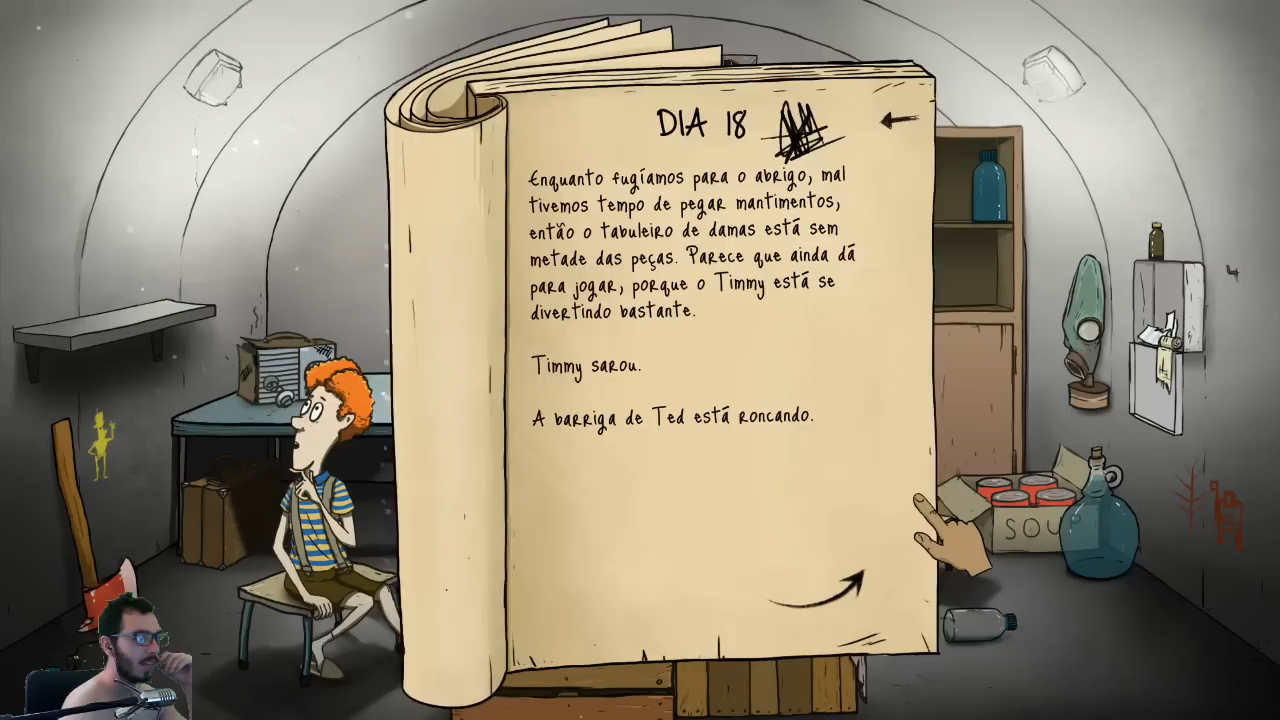 DIA 18
Enquanto fugíamos para o abrigo, mal
tivemos tempo de pegar mantimentos,
então o tabuleiro de damas está sem
metade das peças. Parece que ainda dá
para jogar, porque o Timmy está se
divertindo bastante.
Timmy sarou.
A barriga de Ted está roncando.
SOU